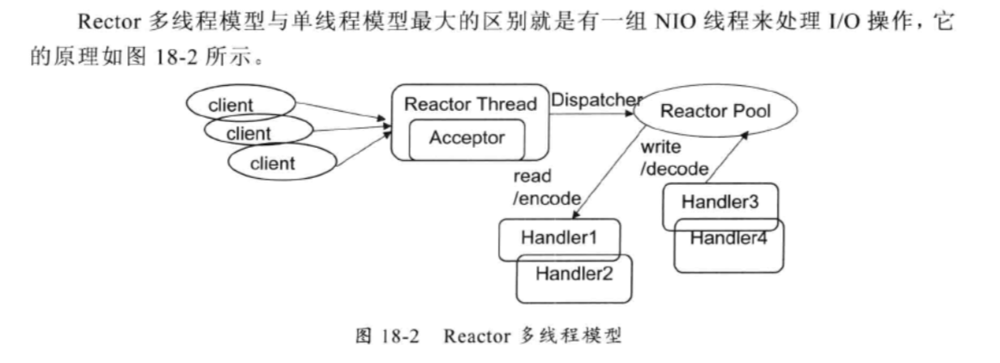 Rector 多线程模型与单线程模型最大的区别就是有一组 NIO 线程来处理 I/O 操作，它
的原理如图 18-2 所示。
client
client
client
Reactor Thread
Acceptor
Dispatcher
Reactor Pool
read
/encode
write
/decode
Handler1
Handler2
Handler3
Handler4
图 18-2 Reactor 多线程模型